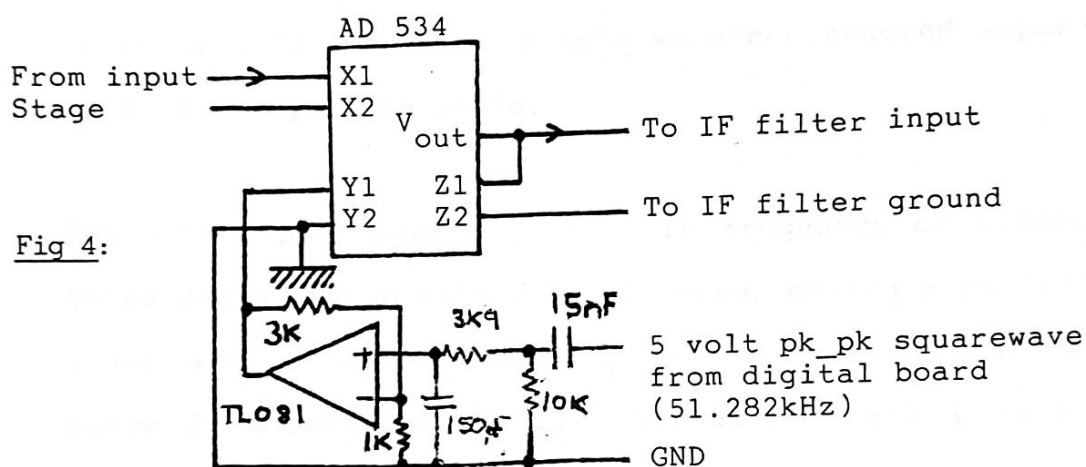 AD 534
From input
Stage
X1
X2
Vout
To IF filter input
Y1
Z1
Y2
Z2
To IF filter ground
Fig 4:
3K
15nF
3K9
5 volt pk_pk squarewave
from digital board
(51.282kHz)
+
−
TL081
10K
1K
150pF
GND